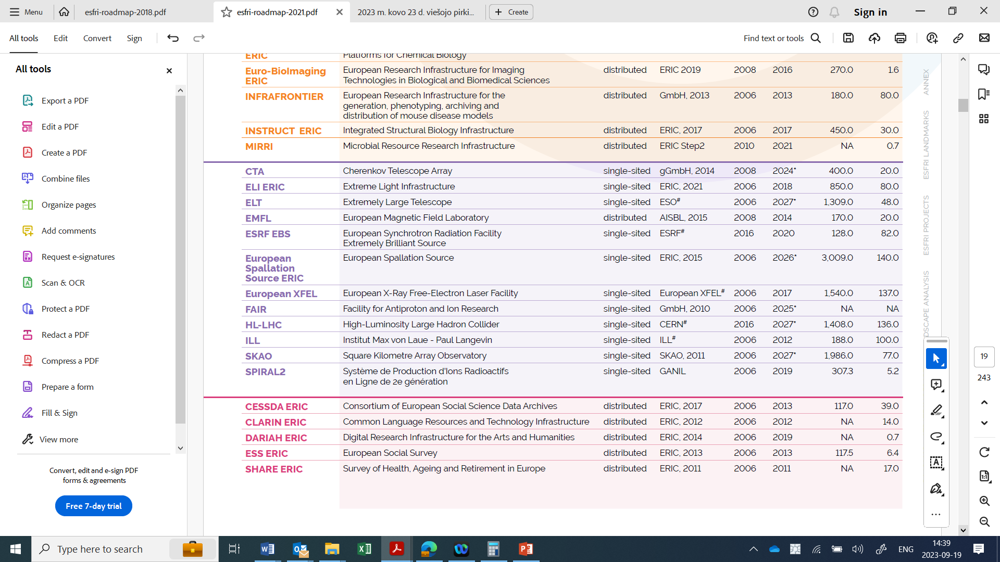 Menu
esfri-roadmap-2018.pdf
esfri-roadmap-2021.pdf
2023 m. kovo 23 d. viešojo pirki...
Create
Sign in
All tools
Edit
Convert
Sign
Find text or tools
All tools
Export a PDF
Edit a PDF
Create a PDF
Combine files
Organize pages
Add comments
Request e-signatures
Scan & OCR
Protect a PDF
Redact a PDF
Compress a PDF
Prepare a form
Fill & Sign
View more
Convert, edit and e-sign PDF
forms & agreements
Free 7-day trial
ERIC Platforms for Chemical Biology
Euro-BioImaging European Research Infrastructure for Imaging distributed ERIC 2019 2008 2016 270.0 1.6
ERIC Technologies in Biological and Biomedical Sciences
INFRAFRONTIER European Research Infrastructure for the distributed GmbH, 2013 2006 2013 180.0 80.0
generation, phenotyping, archiving and
distribution of mouse disease models
INSTRUCT ERIC Integrated Structural Biology Infrastructure distributed ERIC, 2017 2006 2017 450.0 30.0
MIRRI Microbial Resource Research Infrastructure distributed ERIC Step2 2010 2021 NA 0.7
CTA Cherenkov Telescope Array single-sited gGmbH, 2014 2008 2024* 400.0 20.0
ELI ERIC Extreme Light Infrastructure single-sited ERIC, 2021 2006 2018 850.0 80.0
ELT Extremely Large Telescope single-sited ESO# 2006 2027* 1,309.0 48.0
EMFL European Magnetic Field Laboratory distributed AISBL, 2015 2008 2014 170.0 20.0
ESRF EBS European Synchrotron Radiation Facility single-sited ESRF# 2016 2020 128.0 82.0
Extremely Brilliant Source
European European Spallation Source single-sited ERIC, 2015 2006 2026* 3,009.0 140.0
Spallation
Source ERIC
European XFEL European X-Ray Free-Electron Laser Facility single-sited European XFEL# 2006 2017 1,540.0 137.0
FAIR Facility for Antiproton and Ion Research single-sited GmbH, 2010 2006 2025* NA NA
HL-LHC High-Luminosity Large Hadron Collider single-sited CERN# 2016 2027* 1,408.0 136.0
ILL Institut Max von Laue - Paul Langevin single-sited ILL# 2006 2012 188.0 100.0
SKAO Square Kilometre Array Observatory single-sited SKAO, 2011 2006 2027* 1,986.0 77.0
SPIRAL2 Système de Production d'Ions Radioactifs single-sited GANIL 2006 2019 307.3 5.2
en Ligne de 2e génération
CESSDA ERIC Consortium of European Social Science Data Archives distributed ERIC, 2017 2006 2013 117.0 39.0
CLARIN ERIC Common Language Resources and Technology Infrastructure distributed ERIC, 2012 2006 2012 NA 14.0
DARIAH ERIC Digital Research Infrastructure for the Arts and Humanities distributed ERIC, 2014 2006 2019 NA 0.7
ESS ERIC European Social Survey distributed ERIC, 2013 2006 2013 117.5 6.4
SHARE ERIC Survey of Health, Ageing and Retirement in Europe distributed ERIC, 2011 2006 2011 NA 17.0
ANNEX
ESFRI LANDMARKS
ESFRI PROJECTS
DSCAPE ANALYSIS
19
243
Type here to search
ENG
14:39
2023-09-19